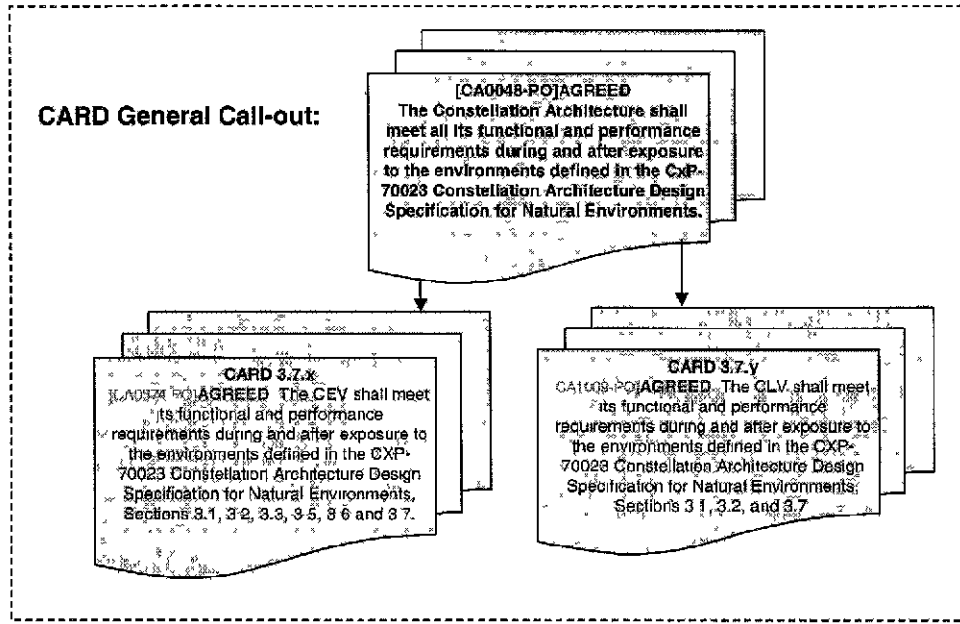 CARD General Call-out:
[CA0048-PO]AGREED
The Constellation Architecture shall
meet all its functional and performance
requirements during and after exposure
to the environments defined in the CxP-
70023 Constellation Architecture Design
Specification for Natural Environments.
CARD 3.7.x
AGREED The CEV shall meet
its functional and performance
requirements during and after exposure to
the environments defined in the CXP-
70023 Constellation Architecture Design
Specification for Natural Environments,
Sections 3.1, 3 2, 3.3, 3 5, 3 6 and 3 7.
CARD 3.7.y
CA1008-PO]AGREED The CLV shall meet
its functional and performance
requirements during and after exposure to
the environments defined in the CXP-
70023 Constellation Architecture Design
Specification for Natural Environments
Sections 3 1, 3.2, and 3.7